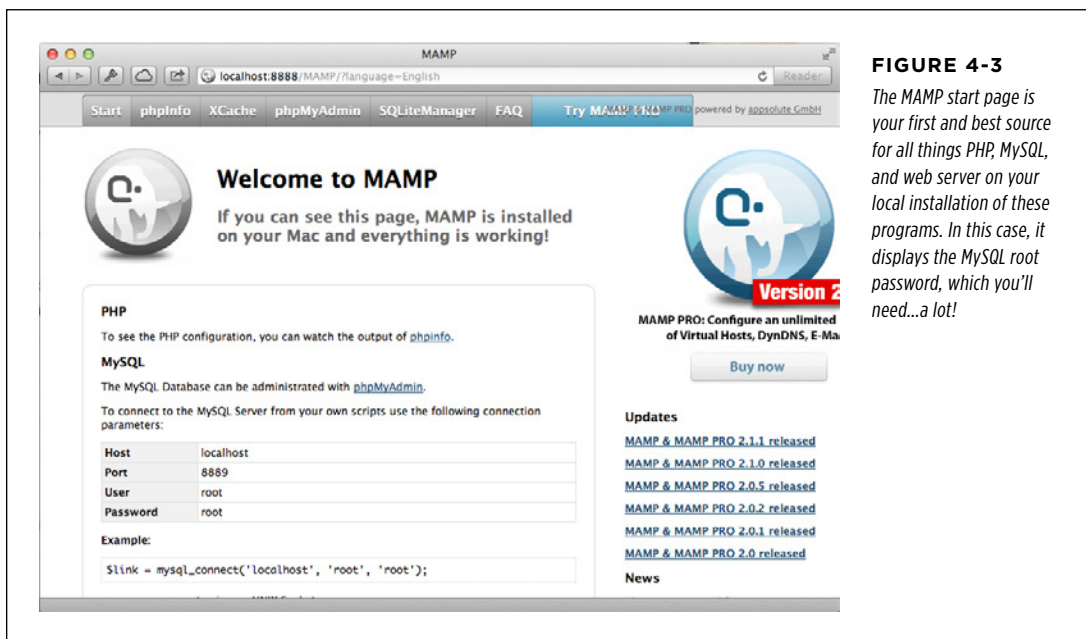 MAMP
localhost:8888/MAMP/?language=English
Reader
Start phpInfo XCache phpMyAdmin SQLiteManager FAQ Try MAMP PRO MAMP & MAMP PRO powered by appsolute GmbH
Welcome to MAMP
If you can see this page, MAMP is installed
on your Mac and everything is working!
PHP
To see the PHP configuration, you can watch the output of phpinfo.
MySQL
The MySQL Database can be administrated with phpMyAdmin.
To connect to the MySQL Server from your own scripts use the following connection
parameters:
Host localhost
Port 8889
User root
Password root
Example:
$link = mysql_connect('localhost', 'root', 'root');
Version 2
MAMP PRO: Configure an unlimited
of Virtual Hosts, DynDNS, E-Ma
Buy now
Updates
MAMP & MAMP PRO 2.1.1 released
MAMP & MAMP PRO 2.1.0 released
MAMP & MAMP PRO 2.0.5 released
MAMP & MAMP PRO 2.0.2 released
MAMP & MAMP PRO 2.0.1 released
MAMP & MAMP PRO 2.0 released
News
FIGURE 4-3
The MAMP start page is
your first and best source
for all things PHP, MySQL,
and web server on your
local installation of these
programs. In this case, it
displays the MySQL root
password, which you'll
need...a lot!